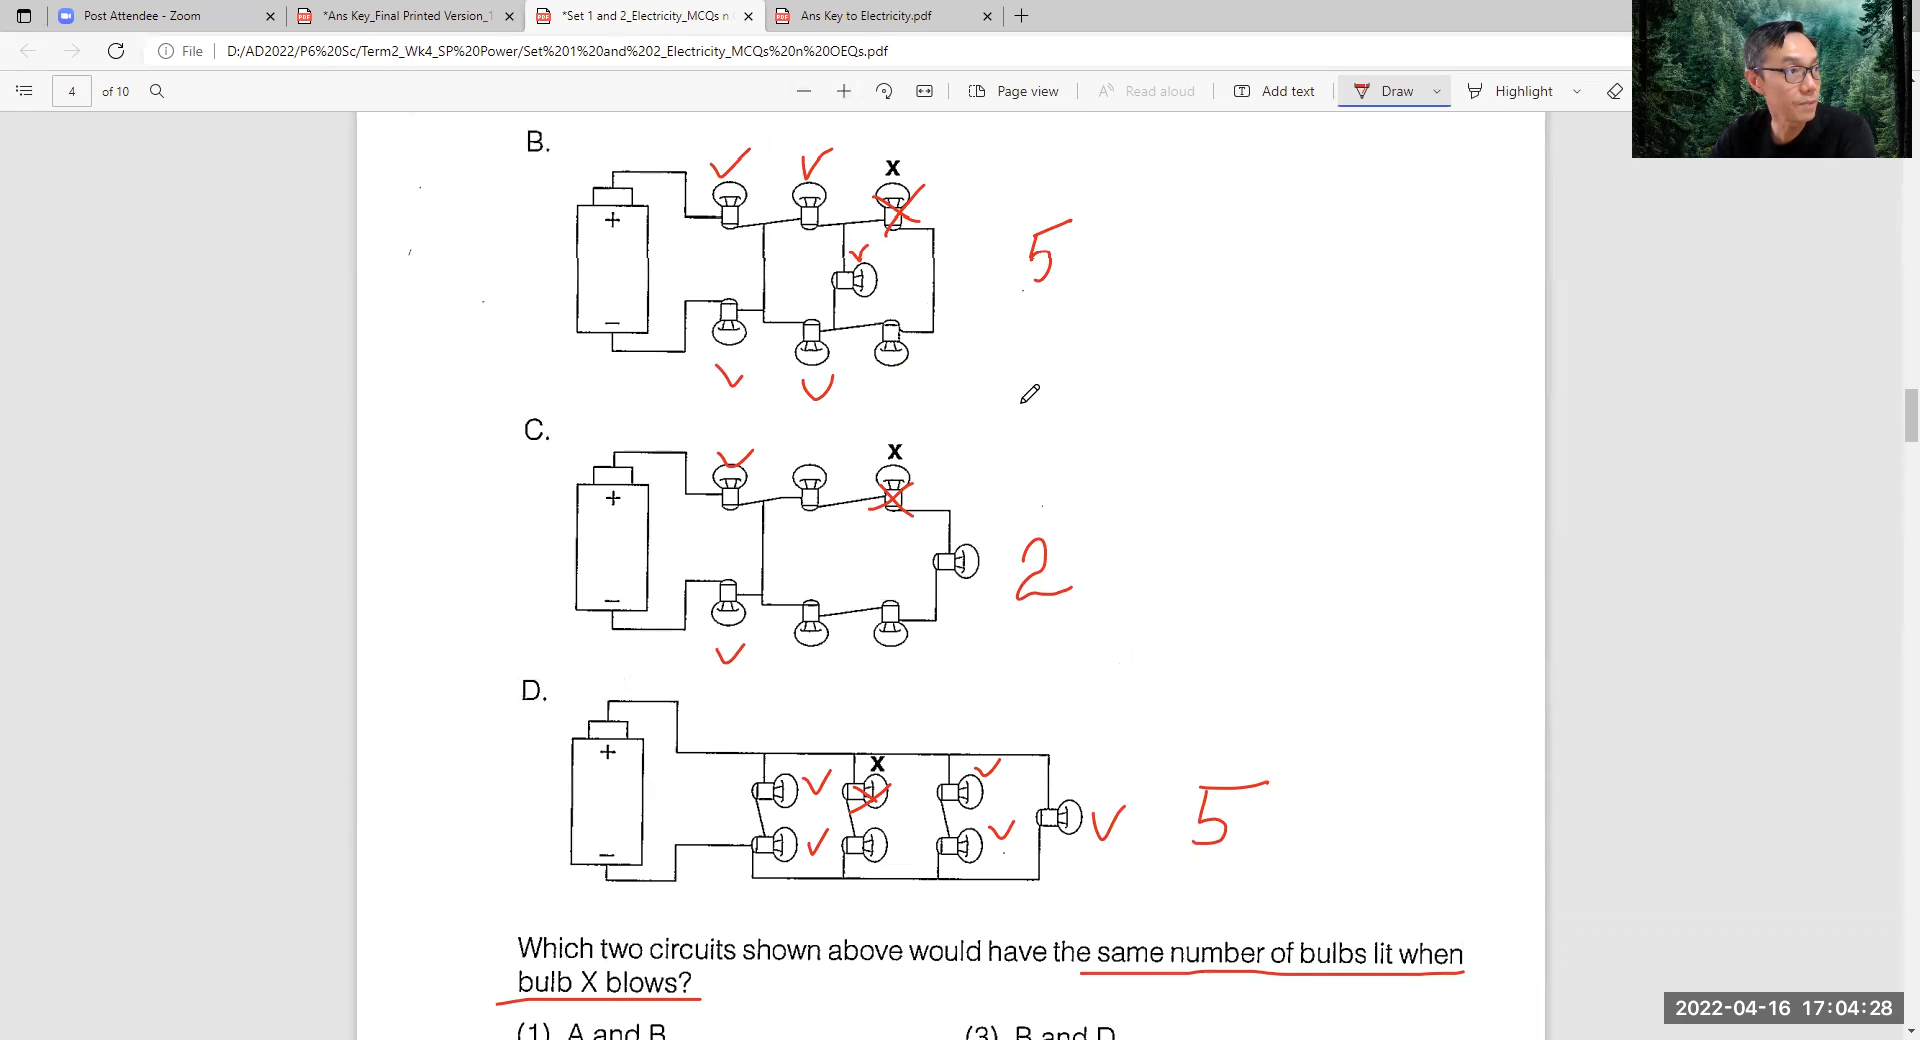 Post Attendee - Zoom
*Ans Key_Final Printed Version_1
*Set 1 and 2_Electricity_MCQs n
Ans Key to Electricity.pdf
File
D:/AD2022/P6%20Sc/Term2_Wk4_SP%20Power/Set%201%20and%202_Electricity_MCQs%20n%20OEQs.pdf
4 of 10
Page view
Read aloud
Add text
Draw
Highlight
B.
X
+
5
−
C.
X
+
2
−
D.
+
X
5
−
Which two circuits shown above would have the same number of bulbs lit when
bulb X blows?
2022-04-16 17:04:28
(1) A and B
(3) B and D